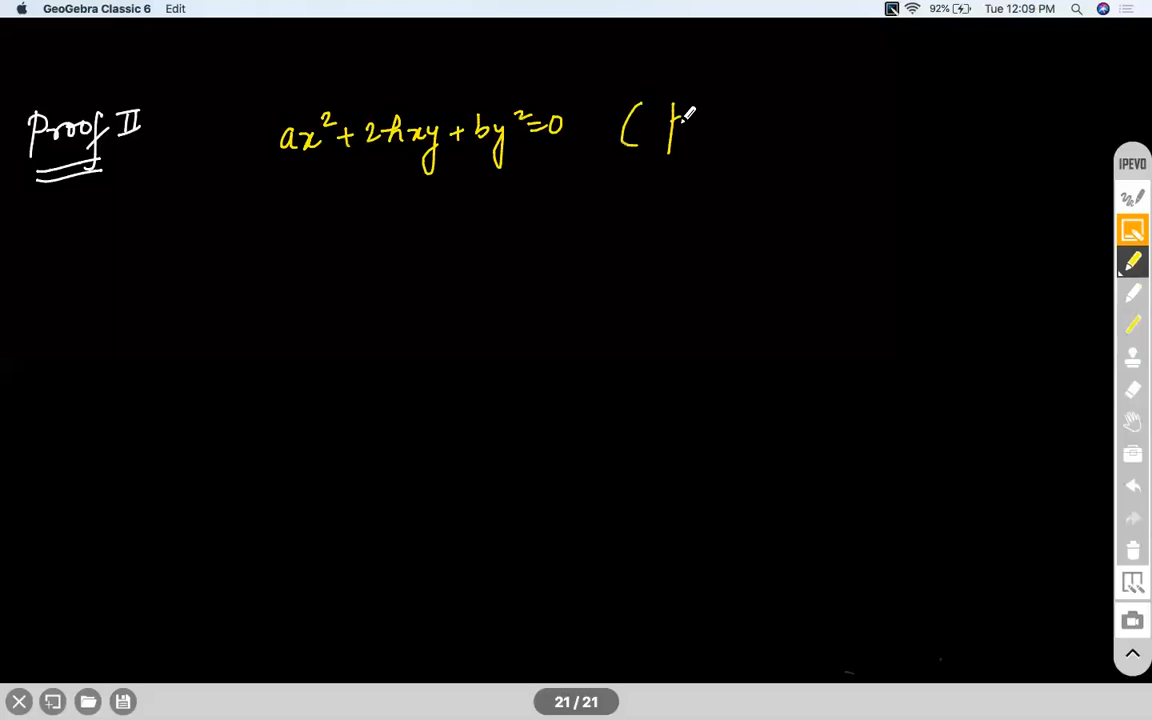 GeoGebra Classic 6 Edit 92% Tue 12:09 PM
Proof II ax²+2hxy+by²=0 (
IPEVO
21 / 21